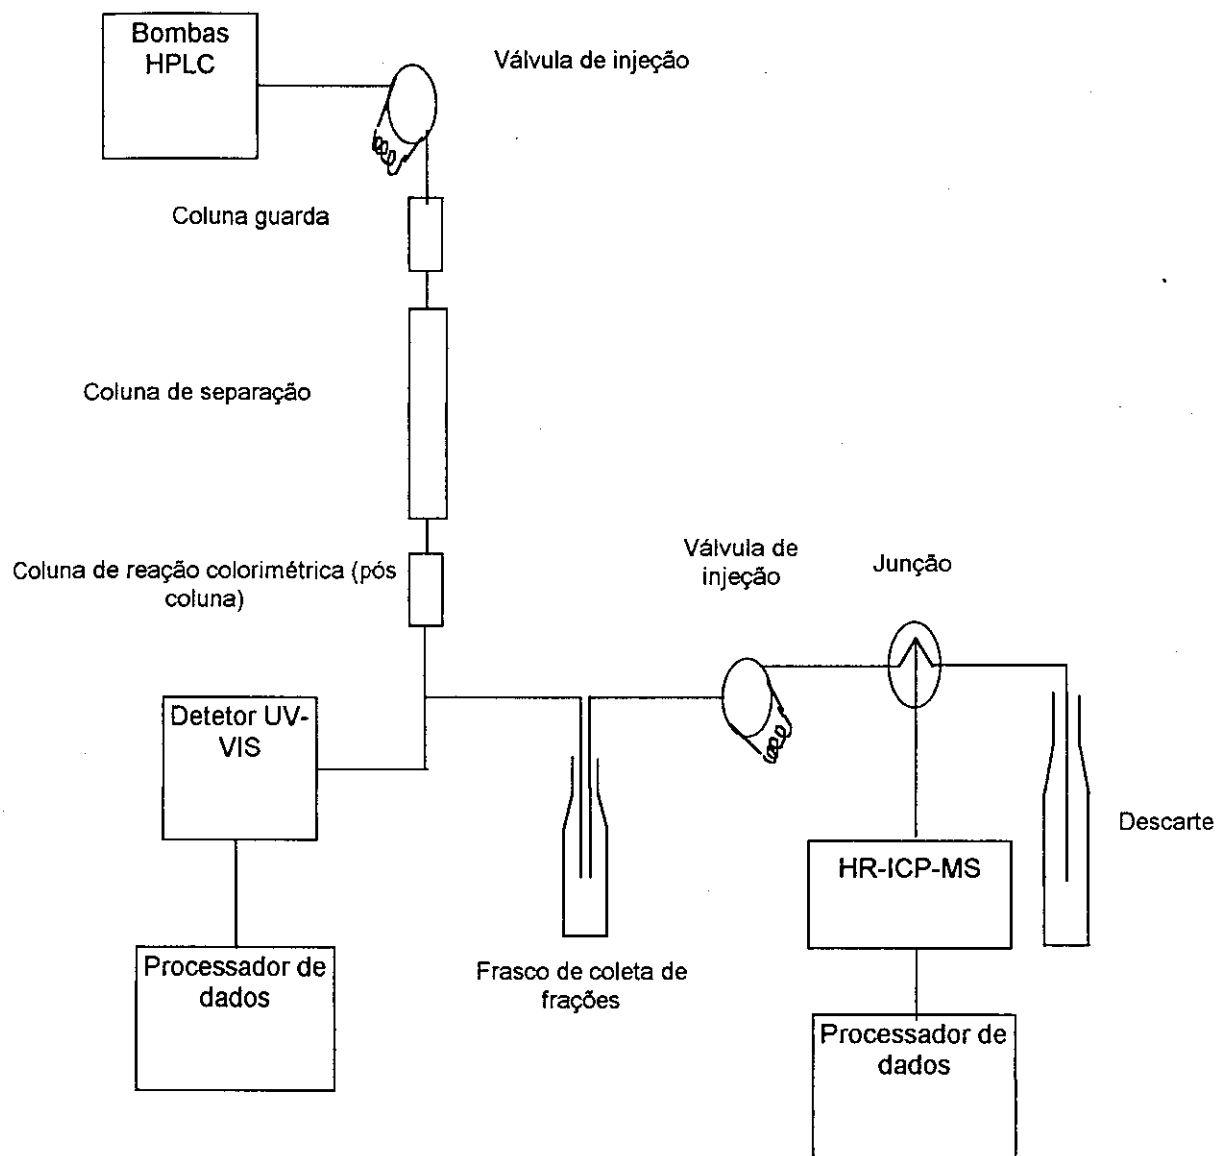 Bombas
HPLC
Válvula de injeção
Coluna guarda
Coluna de separação
Coluna de reação colorimétrica (pós
coluna)
Válvula de
injeção
Junção
Detetor UV-
VIS
Descarte
HR-ICP-MS
Processador de
dados
Frasco de coleta de
frações
Processador de
dados